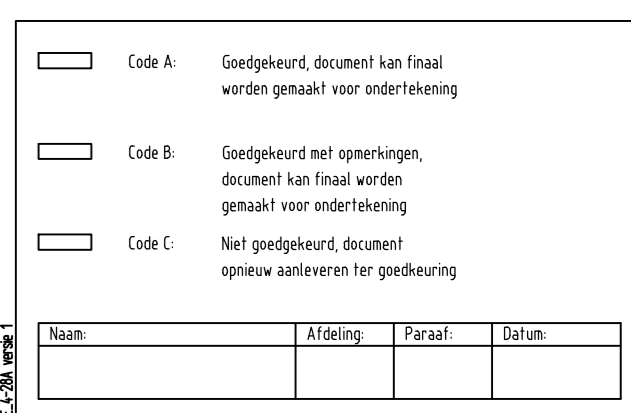 Code A: Goedgekeurd, document kan finaal
worden gemaakt voor ondertekening
Code B: Goedgekeurd met opmerkingen,
document kan finaal worden
gemaakt voor ondertekening
Code C: Niet goedgekeurd, document
opnieuw aanleveren ter goedkeuring
Naam: Afdeling: Paraaf: Datum:
4-28A versie 1